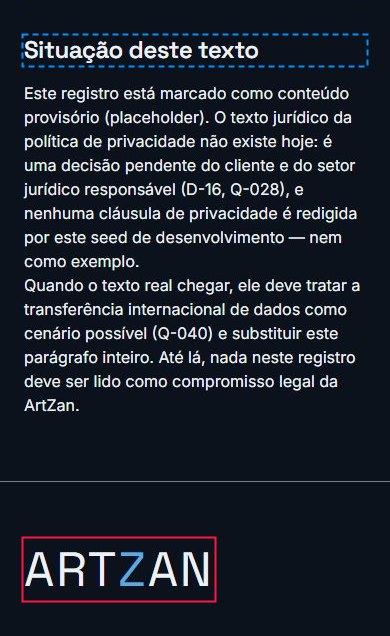 Situação deste texto
Este registro está marcado como conteúdo
provisório (placeholder). O texto jurídico da
política de privacidade não existe hoje: é
uma decisão pendente do cliente e do setor
jurídico responsável (D-16, Q-028), e
nenhuma cláusula de privacidade é redigida
por este seed de desenvolvimento — nem
como exemplo.
Quando o texto real chegar, ele deve tratar a
transferência internacional de dados como
cenário possível (Q-040) e substituir este
parágrafo inteiro. Até lá, nada neste registro
deve ser lido como compromisso legal da
ArtZan.
ARTZAN